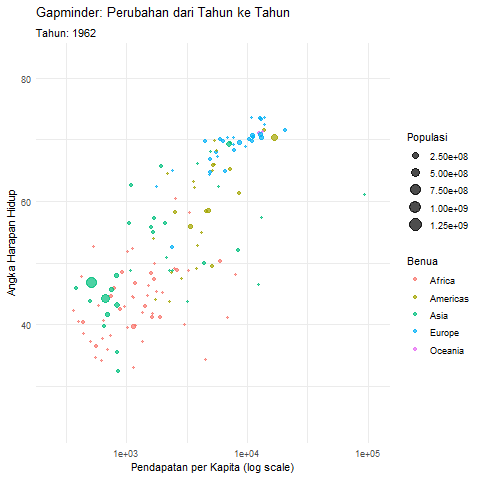 Gapminder: Perubahan dari Tahun ke Tahun
Tahun: 1962
80
60
40
Angka Harapan Hidup
1e+03
1e+04
1e+05
Pendapatan per Kapita (log scale)
Populasi
2.50e+08
5.00e+08
7.50e+08
1.00e+09
1.25e+09
Benua
Africa
Americas
Asia
Europe
Oceania